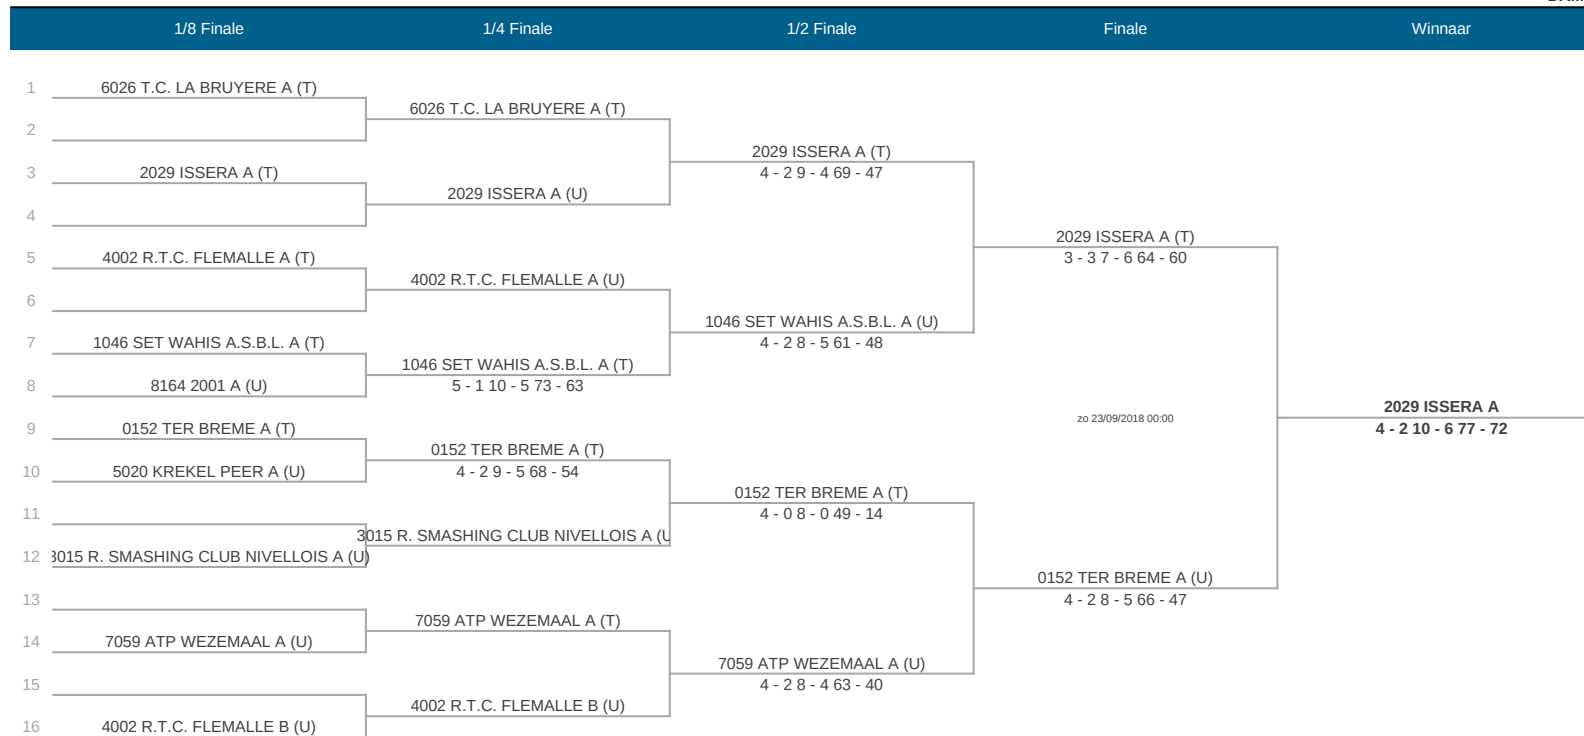 1/8 Finale 1/4 Finale 1/2 Finale Finale Winnaar
1 6026 T.C. LA BRUYERE A (T)
6026 T.C. LA BRUYERE A (T)
2
2029 ISSERA A (T)
3 2029 ISSERA A (T)
4 - 2 9 - 4 69 - 47
2029 ISSERA A (U)
4
2029 ISSERA A (T)
5 4002 R.T.C. FLEMALLE A (T)
3 - 3 7 - 6 64 - 60
4002 R.T.C. FLEMALLE A (U)
6
1046 SET WAHIS A.S.B.L. A (U)
7 1046 SET WAHIS A.S.B.L. A (T)
4 - 2 8 - 5 61 - 48
1046 SET WAHIS A.S.B.L. A (T)
8 8164 2001 A (U)
5 - 1 10 - 5 73 - 63
2029 ISSERA A
zo 23/09/2018 00:00
9 0152 TER BREME A (T)
4 - 2 10 - 6 77 - 72
0152 TER BREME A (T)
10 5020 KREKEL PEER A (U)
4 - 2 9 - 5 68 - 54
0152 TER BREME A (T)
11
4 - 0 8 - 0 49 - 14
3015 R. SMASHING CLUB NIVELLOIS A (U
12 3015 R. SMASHING CLUB NIVELLOIS A (U)
0152 TER BREME A (U)
13
4 - 2 8 - 5 66 - 47
7059 ATP WEZEMAAL A (T)
14 7059 ATP WEZEMAAL A (U)
7059 ATP WEZEMAAL A (U)
15
4 - 2 8 - 4 63 - 40
4002 R.T.C. FLEMALLE B (U)
16 4002 R.T.C. FLEMALLE B (U)